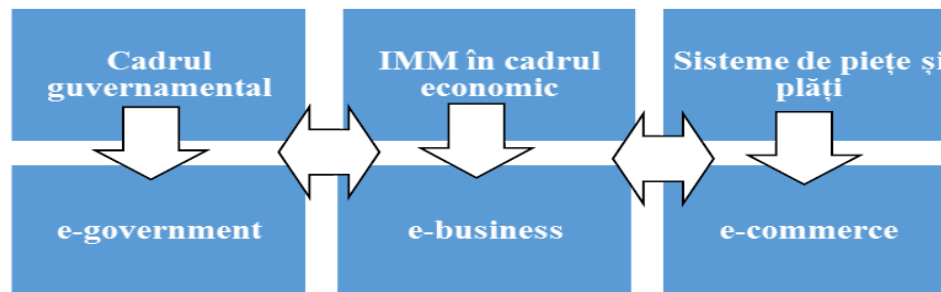 Cadrul
guvernamental
IMM în cadrul
economic
Sisteme de piețe și
plăți
e-government
e-business
e-commerce